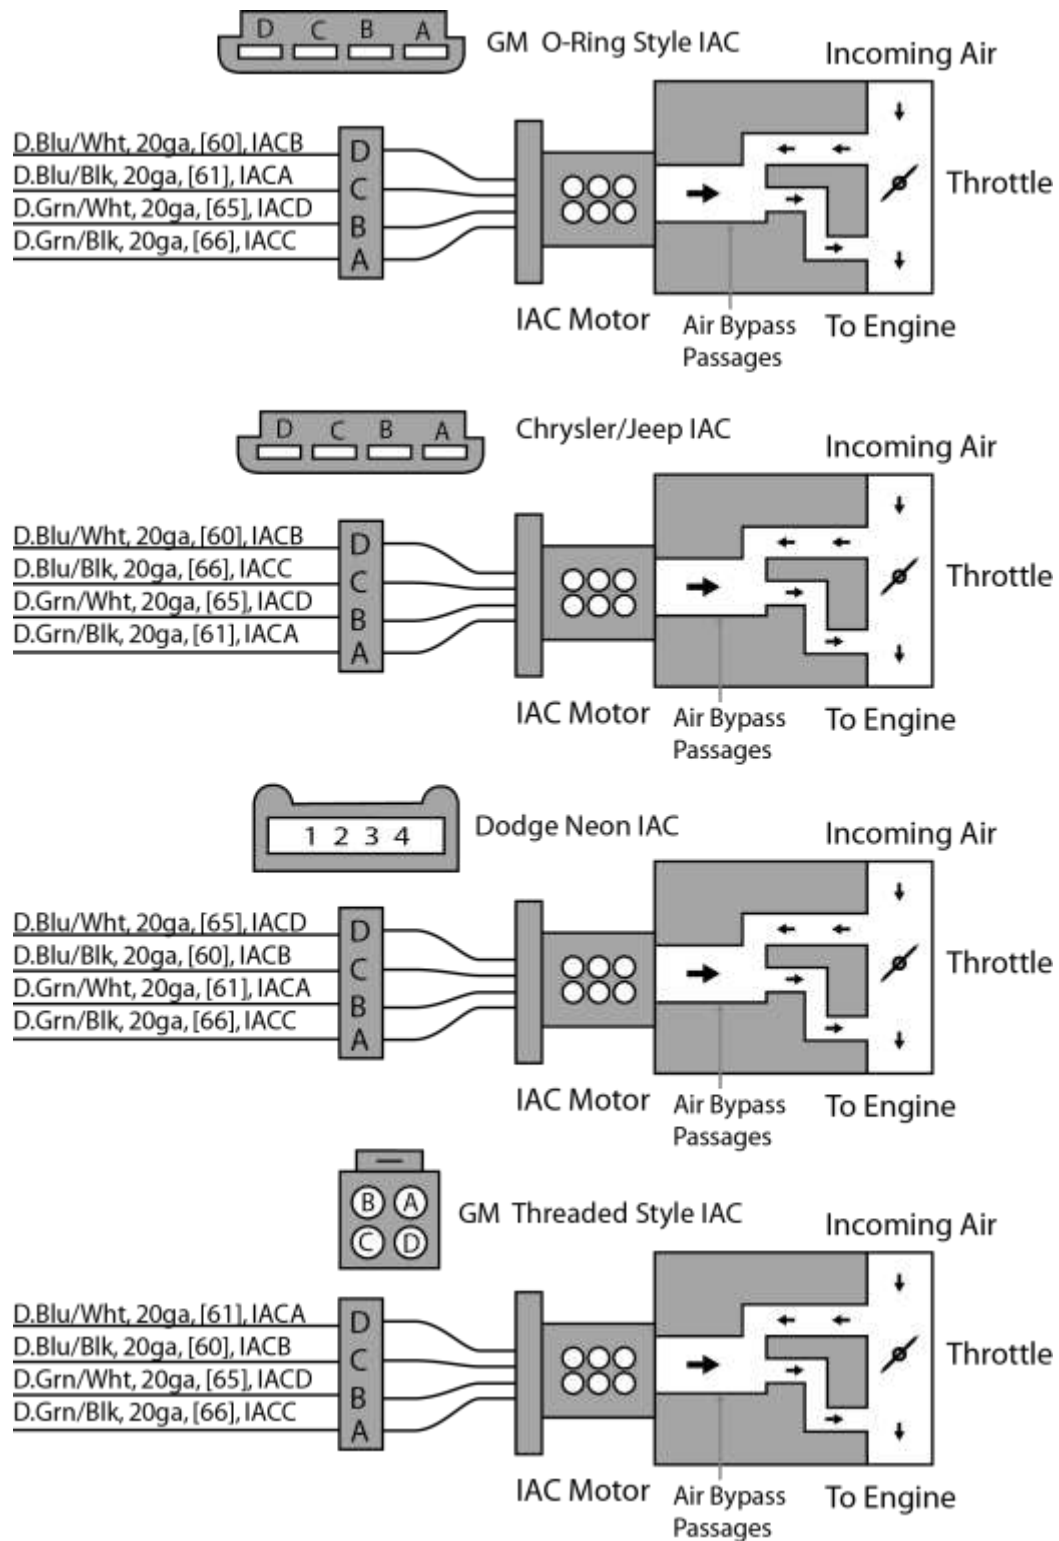 D C B A
GM O-Ring Style IAC
Incoming Air
D.Blu/Wht, 20ga, [60], IACB
D.Blu/Blk, 20ga, [61], IACA
D.Grn/Wht, 20ga, [65], IACD
D.Grn/Blk, 20ga, [66], IACC
D
C
B
A
Throttle
IAC Motor
Air Bypass
Passages
To Engine
D C B A
Chrysler/Jeep IAC
Incoming Air
D.Blu/Wht, 20ga, [60], IACB
D.Blu/Blk, 20ga, [66], IACC
D.Grn/Wht, 20ga, [65], IACD
D.Grn/Blk, 20ga, [61], IACA
D
C
B
A
Throttle
IAC Motor
Air Bypass
Passages
To Engine
1 2 3 4
Dodge Neon IAC
Incoming Air
D.Blu/Wht, 20ga, [65], IACD
D.Blu/Blk, 20ga, [60], IACB
D.Grn/Wht, 20ga, [61], IACA
D.Grn/Blk, 20ga, [66], IACC
D
C
B
A
Throttle
IAC Motor
Air Bypass
Passages
To Engine
B A
C D
GM Threaded Style IAC
Incoming Air
D.Blu/Wht, 20ga, [61], IACA
D.Blu/Blk, 20ga, [60], IACB
D.Grn/Wht, 20ga, [65], IACD
D.Grn/Blk, 20ga, [66], IACC
D
C
B
A
Throttle
IAC Motor
Air Bypass
Passages
To Engine